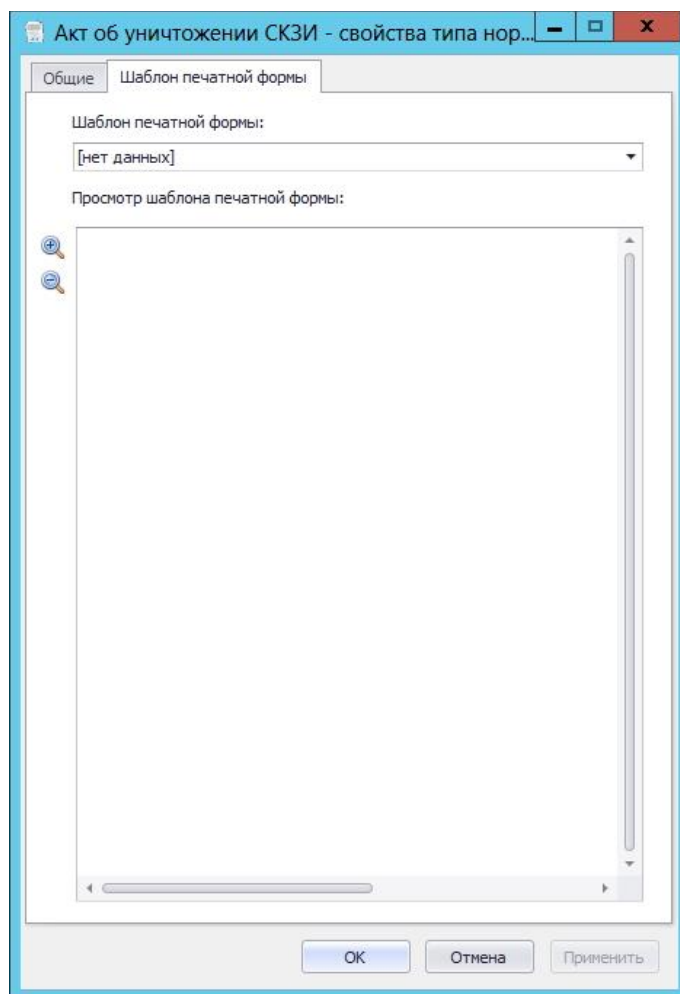 Акт об уничтожении СКЗИ - свойства типа нор...
Общие
Шаблон печатной формы
Шаблон печатной формы:
[нет данных]
Просмотр шаблона печатной формы:
OK
Отмена
Применить